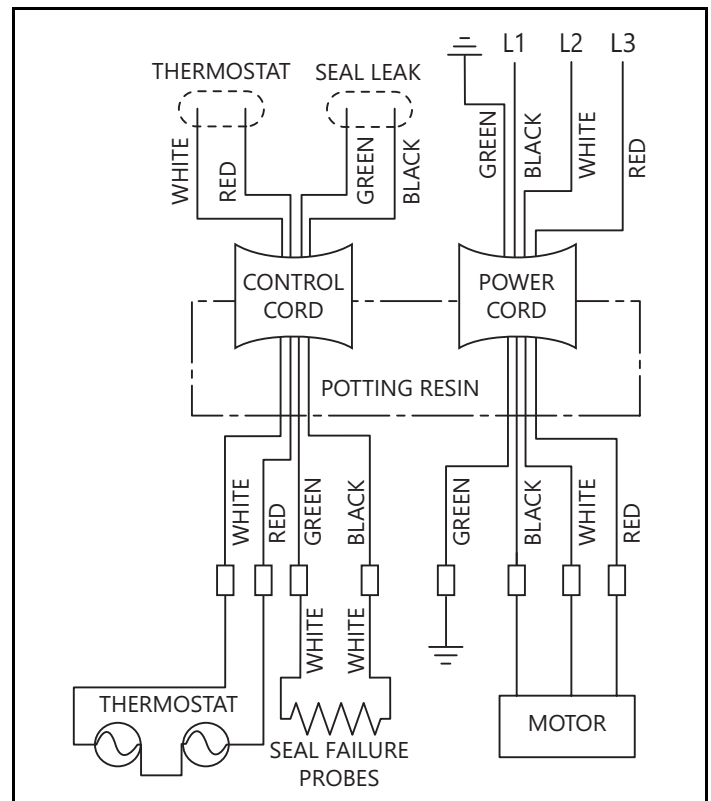 L1 L2 L3
THERMOSTAT SEAL LEAK
WHITE RED GREEN BLACK
GREEN BLACK WHITE RED
CONTROL
CORD
POWER
CORD
POTTING RESIN
WHITE RED GREEN BLACK
GREEN BLACK WHITE RED
WHITE WHITE
THERMOSTAT
SEAL FAILURE
PROBES
MOTOR